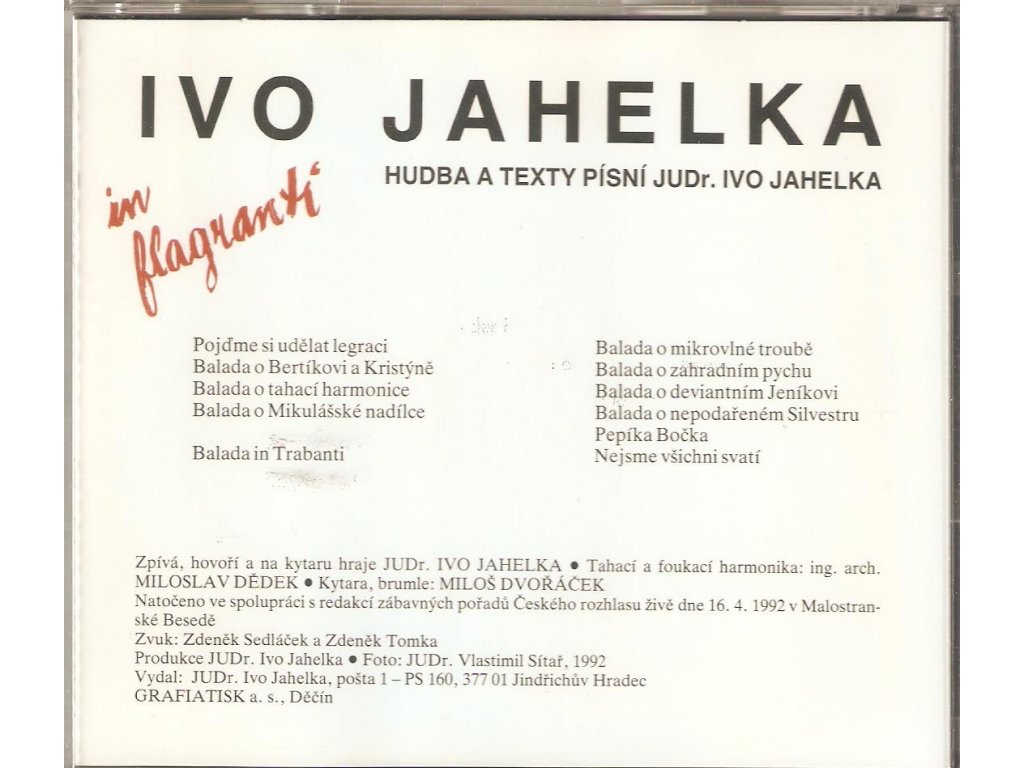 IVO JAHELKA
HUDBA A TEXTY PÍSNÍ JUDr. IVO JAHELKA
in
flagranti
Pojďme si udělat legraci
Balada o Bertíkovi a Kristýně
Balada o tahací harmonice
Balada o Mikulášské nadílce
Balada in Trabanti
Balada o mikrovlné troubě
Balada o zahradním pychu
Balada o deviantním Jeníkovi
Balada o nepodařeném Silvestru
Pepíka Bočka
Nejsme všichni svatí
Zpívá, hovoří a na kytaru hraje JUDr. IVO JAHELKA ● Tahací a foukací harmonika: ing. arch.
MILOSLAV DĚDEK ● Kytara, brumle: MILOŠ DVOŘÁČEK
Natočeno ve spolupráci s redakcí zábavných pořadů Českého rozhlasu živě dne 16. 4. 1992 v Malostran-
ské Besedě
Zvuk: Zdeněk Sedláček a Zdeněk Tomka
Produkce JUDr. Ivo Jahelka ● Foto: JUDr. Vlastimil Sítař, 1992
Vydal: JUDr. Ivo Jahelka, pošta 1 – PS 160, 377 01 Jindřichův Hradec
GRAFIATISK a. s., Děčín